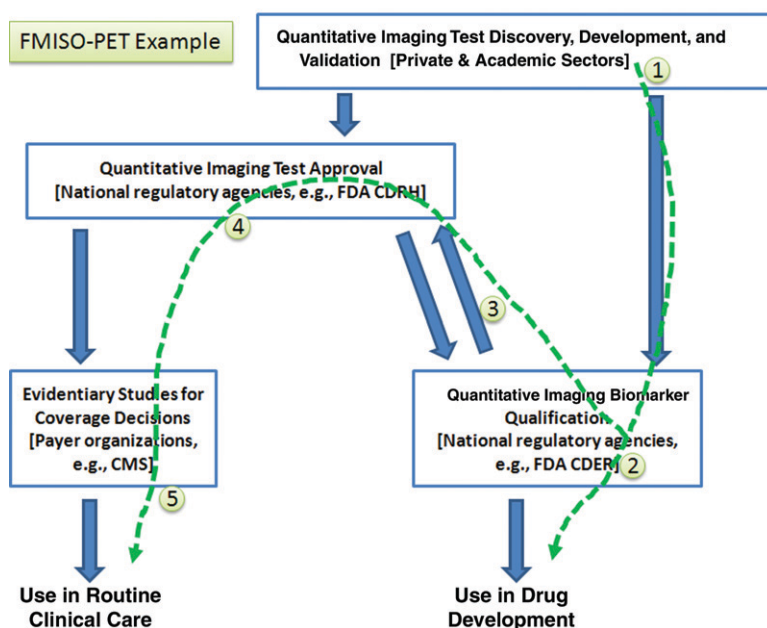 FMISO-PET Example
Quantitative Imaging Test Discovery, Development, and
Validation [Private & Academic Sectors]
1
Quantitative Imaging Test Approval
[National regulatory agencies, e.g., FDA CDRH]
4
3
Evidentiary Studies for
Coverage Decisions
[Payer organizations,
e.g., CMS]
5
Quantitative Imaging Biomarker
Qualification
[National regulatory agencies,
e.g., FDA CDER]
2
Use in Routine
Clinical Care
Use in Drug
Development